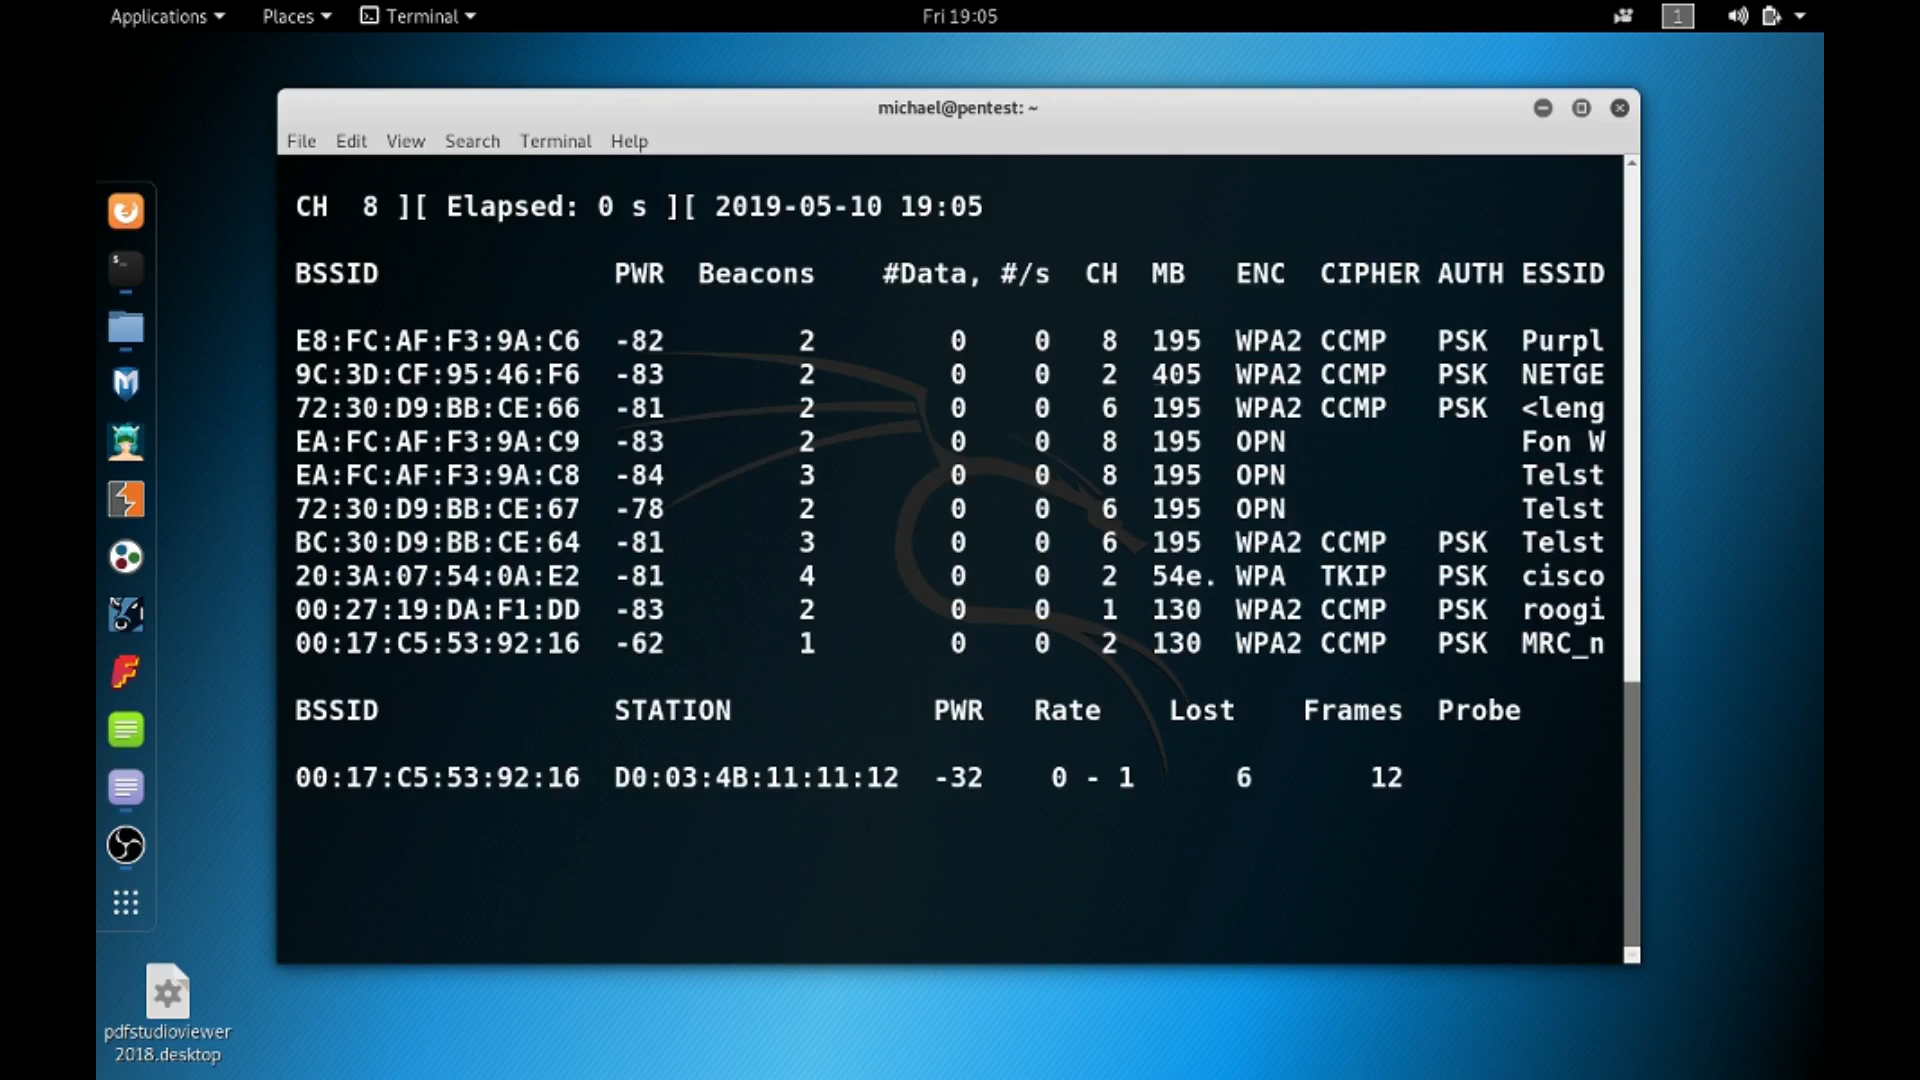 Applications Places Terminal Fri 19:05 1
michael@pentest: ~
File Edit View Search Terminal Help
CH 8 ][ Elapsed: 0 s ][ 2019-05-10 19:05
BSSID PWR Beacons #Data, #/s CH MB ENC CIPHER AUTH ESSID
E8:FC:AF:F3:9A:C6 -82 2 0 0 8 195 WPA2 CCMP PSK Purpl
9C:3D:CF:95:46:F6 -83 2 0 0 2 405 WPA2 CCMP PSK NETGE
72:30:D9:BB:CE:66 -81 2 0 0 6 195 WPA2 CCMP PSK <leng
EA:FC:AF:F3:9A:C9 -83 2 0 0 8 195 OPN Fon W
EA:FC:AF:F3:9A:C8 -84 3 0 0 8 195 OPN Telst
72:30:D9:BB:CE:67 -78 2 0 0 6 195 OPN Telst
BC:30:D9:BB:CE:64 -81 3 0 0 6 195 WPA2 CCMP PSK Telst
20:3A:07:54:0A:E2 -81 4 0 0 2 54e. WPA TKIP PSK cisco
00:27:19:DA:F1:DD -83 2 0 0 1 130 WPA2 CCMP PSK roogi
00:17:C5:53:92:16 -62 1 0 0 2 130 WPA2 CCMP PSK MRC_n
BSSID STATION PWR Rate Lost Frames Probe
00:17:C5:53:92:16 D0:03:4B:11:11:12 -32 0 - 1 6 12
pdfstudioviewer
2018.desktop